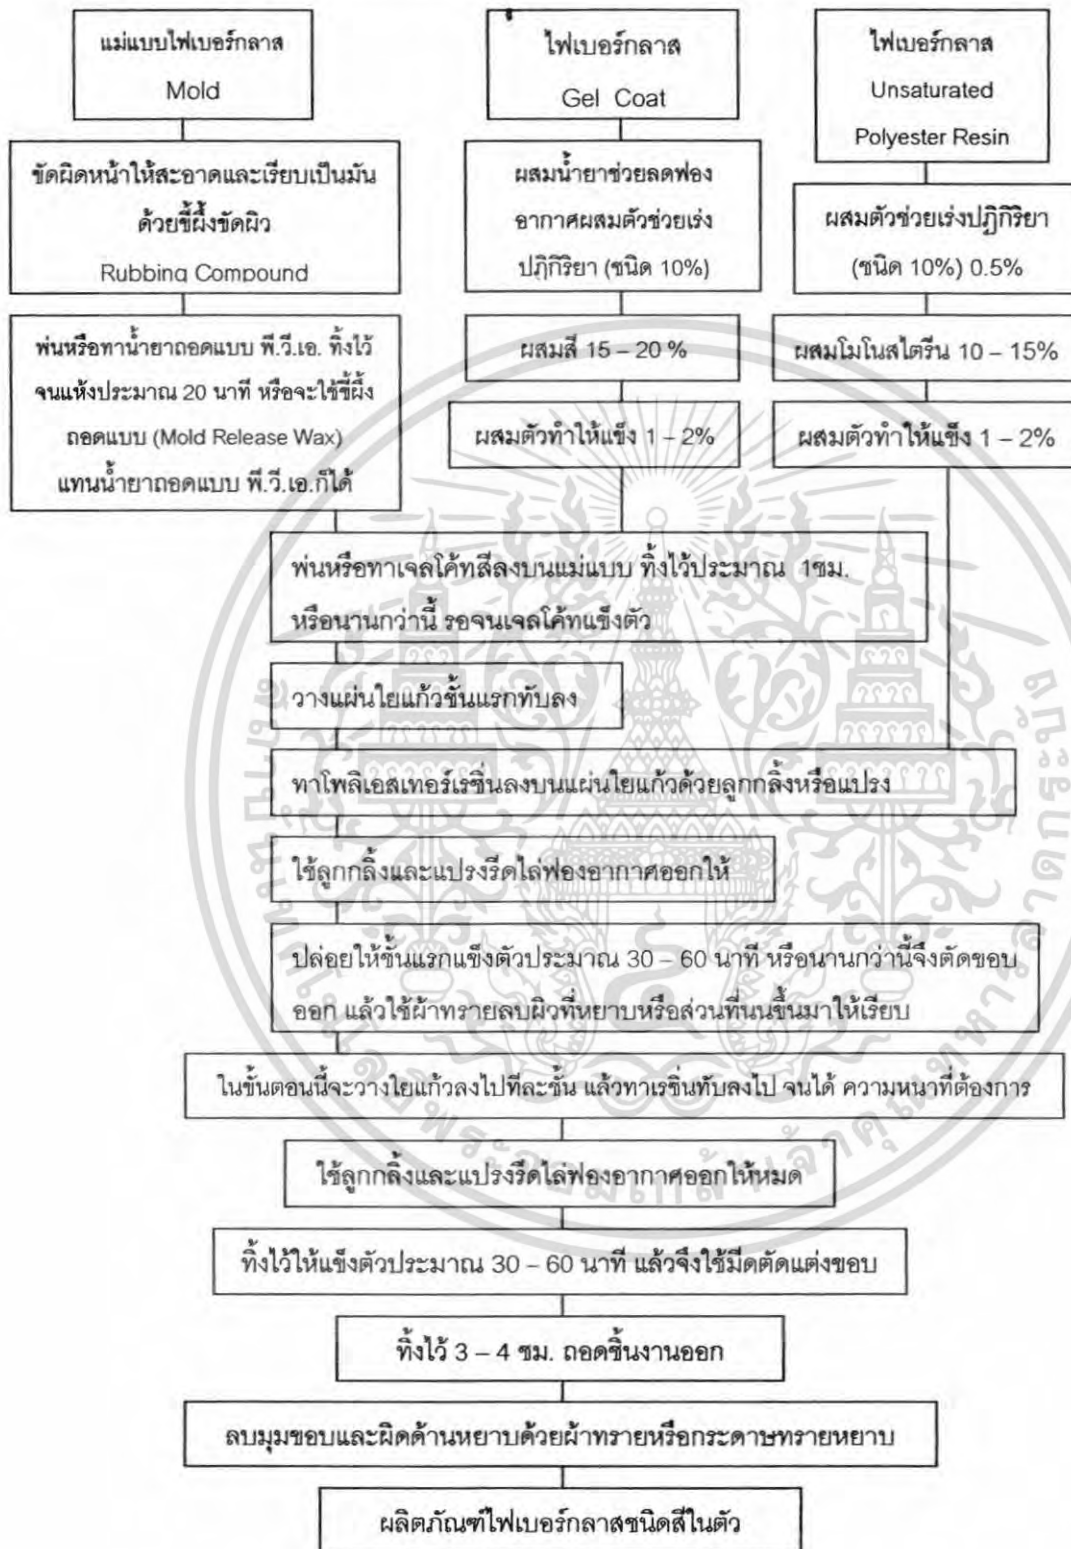 แม่แบบไฟเบอร์กลาส
Mold
ขัดผิดหน้าให้สะอาดและเรียบเป็นมัน
ด้วยขี้ผึ้งขัดผิว
Rubbing Compound
พ่นหรือทาน้ำยาถอดแบบ พี.วี.เอ. ทิ้งไว้
จนแห้งประมาณ 20 นาที หรือจะใช้ขี้ผึ้ง
ถอดแบบ (Mold Release Wax)
แทนน้ำยาถอดแบบ พี.วี.เอ.ก็ได้
ไฟเบอร์กลาส
Gel Coat
ผสมน้ำยาช่วยลดฟอง
อากาศผสมตัวช่วยเร่ง
ปฏิกิริยา (ชนิด 10%)
ผสมสี 15 – 20 %
ผสมตัวทำให้แข็ง 1 – 2%
ไฟเบอร์กลาส
Unsaturated
Polyester Resin
ผสมตัวช่วยเร่งปฏิกิริยา
(ชนิด 10%) 0.5%
ผสมโมโนสไตรีน 10 – 15%
ผสมตัวทำให้แข็ง 1 – 2%
พ่นหรือทาเจลโค้ทสีลงบนแม่แบบ ทิ้งไว้ประมาณ 1ชม.
หรือนานกว่านี้ รอจนเจลโค้ทแข็งตัว
วางแผ่นใยแก้วชั้นแรกทับลง
ทาโพลิเอสเทอร์เรซิ่นลงบนแผ่นใยแก้วด้วยลูกกลิ้งหรือแปรง
ใช้ลูกกลิ้งและแปรงรีดไล่ฟองอากาศออกให้
ปล่อยให้ชั้นแรกแข็งตัวประมาณ 30 – 60 นาที หรือนานกว่านี้จึงตัดขอบ
ออก แล้วใช้ผ้าทรายลบผิวที่หยาบหรือส่วนที่นนขึ้นมาให้เรียบ
ในขั้นตอนนี้จะวางใยแก้วลงไปทีละชั้น แล้วทาเรซิ่นทับลงไป จนได้ ความหนาที่ต้องการ
ใช้ลูกกลิ้งและแปรงรีดไล่ฟองอากาศออกให้หมด
ทิ้งไว้ให้แข็งตัวประมาณ 30 – 60 นาที แล้วจึงใช้มีดตัดแต่งขอบ
ทิ้งไว้ 3 – 4 ชม. ถอดชิ้นงานออก
ลบมุมขอบและผิดด้านหยาบด้วยผ้าทรายหรือกระดาษทรายหยาบ
ผลิตภัณฑ์ไฟเบอร์กลาสชนิดสีในตัว